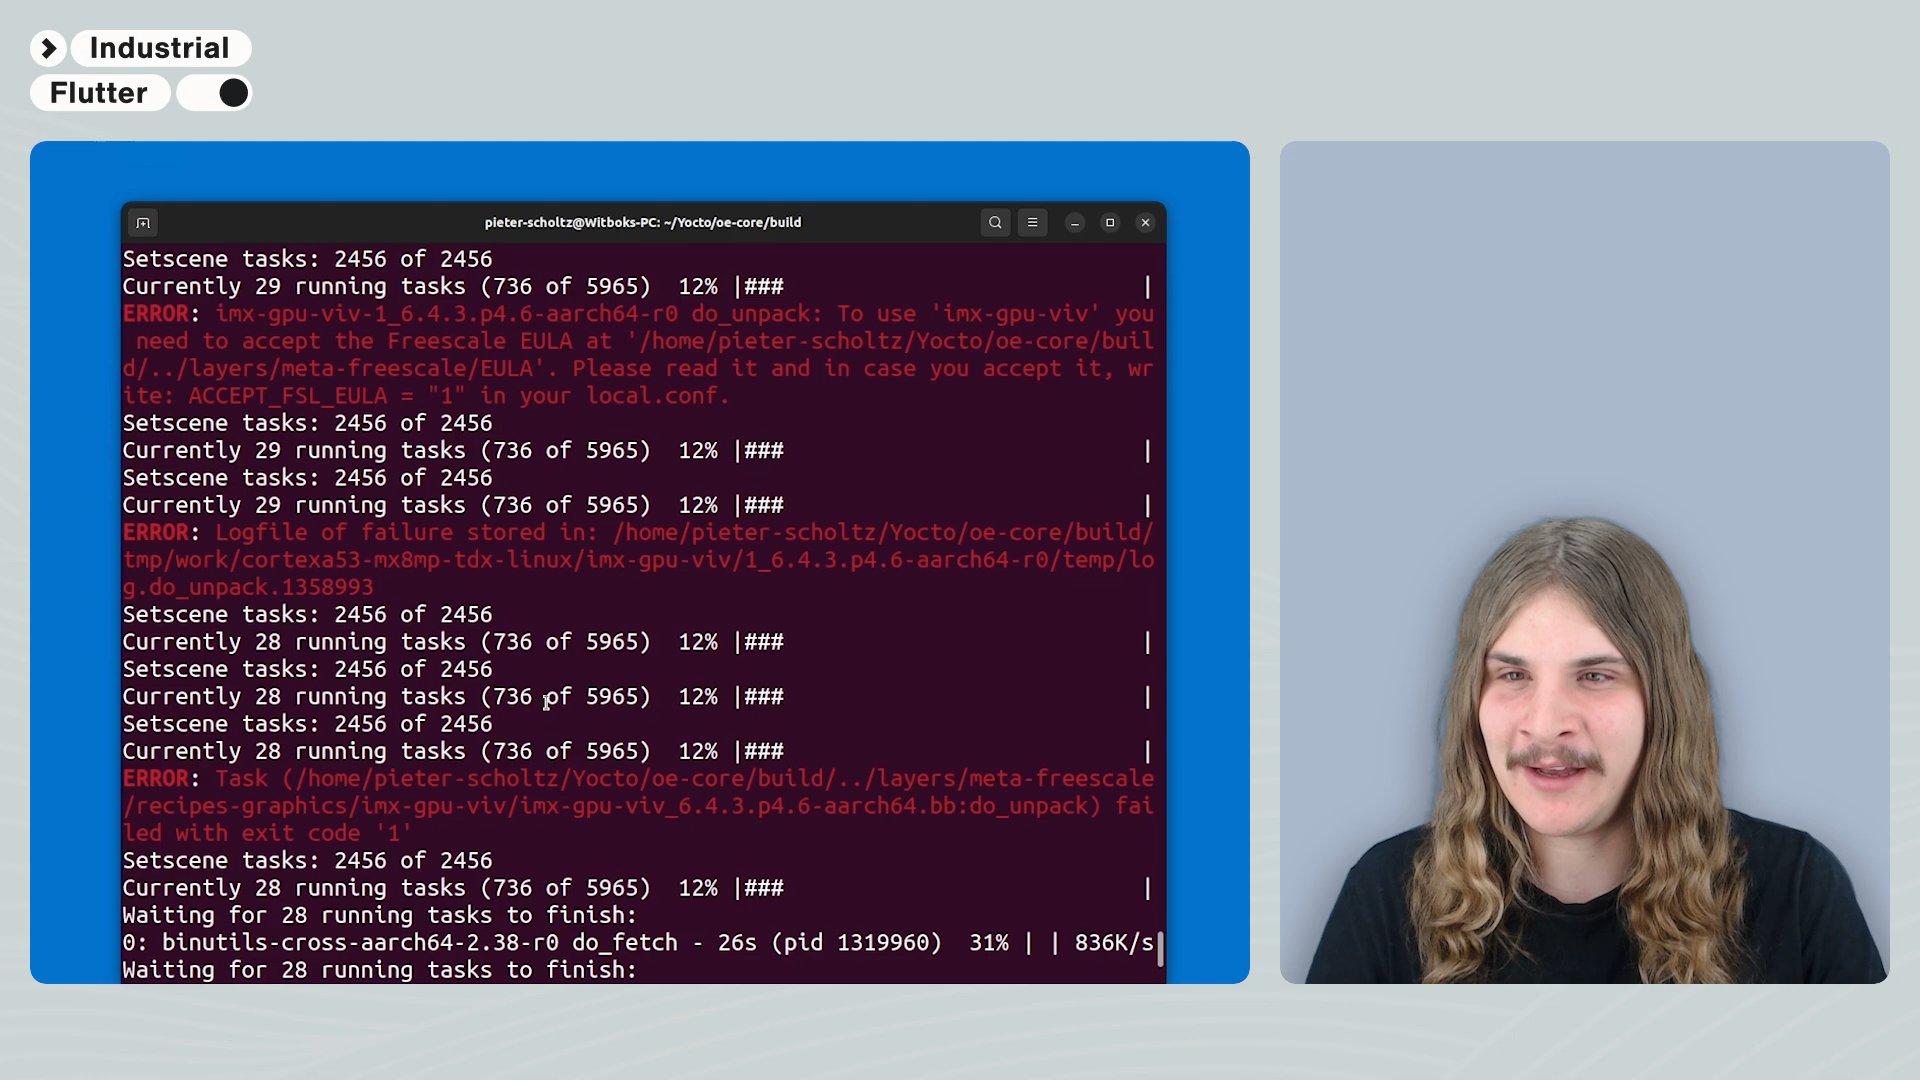 Industrial
Flutter
pieter-scholtz@Witboks-PC: ~/Yocto/oe-core/build
Setscene tasks: 2456 of 2456
Currently 29 running tasks (736 of 5965)  12% |###                           |
ERROR: imx-gpu-viv-1_6.4.3.p4.6-aarch64-r0 do_unpack: To use 'imx-gpu-viv' you
 need to accept the Freescale EULA at '/home/pieter-scholtz/Yocto/oe-core/buil
d/../layers/meta-freescale/EULA'. Please read it and in case you accept it, wr
ite: ACCEPT_FSL_EULA = "1" in your local.conf.
Setscene tasks: 2456 of 2456
Currently 29 running tasks (736 of 5965)  12% |###                           |
Setscene tasks: 2456 of 2456
Currently 29 running tasks (736 of 5965)  12% |###                           |
ERROR: Logfile of failure stored in: /home/pieter-scholtz/Yocto/oe-core/build/
tmp/work/cortexa53-mx8mp-tdx-linux/imx-gpu-viv/1_6.4.3.p4.6-aarch64-r0/temp/lo
g.do_unpack.1358993
Setscene tasks: 2456 of 2456
Currently 28 running tasks (736 of 5965)  12% |###                           |
Setscene tasks: 2456 of 2456
Currently 28 running tasks (736 of 5965)  12% |###                           |
Setscene tasks: 2456 of 2456
Currently 28 running tasks (736 of 5965)  12% |###                           |
ERROR: Task (/home/pieter-scholtz/Yocto/oe-core/build/../layers/meta-freescale
/recipes-graphics/imx-gpu-viv/imx-gpu-viv_6.4.3.p4.6-aarch64.bb:do_unpack) fai
led with exit code '1'
Setscene tasks: 2456 of 2456
Currently 28 running tasks (736 of 5965)  12% |###                           |
Waiting for 28 running tasks to finish:
0: binutils-cross-aarch64-2.38-r0 do_fetch - 26s (pid 1319960)  31% | | 836K/s
Waiting for 28 running tasks to finish: